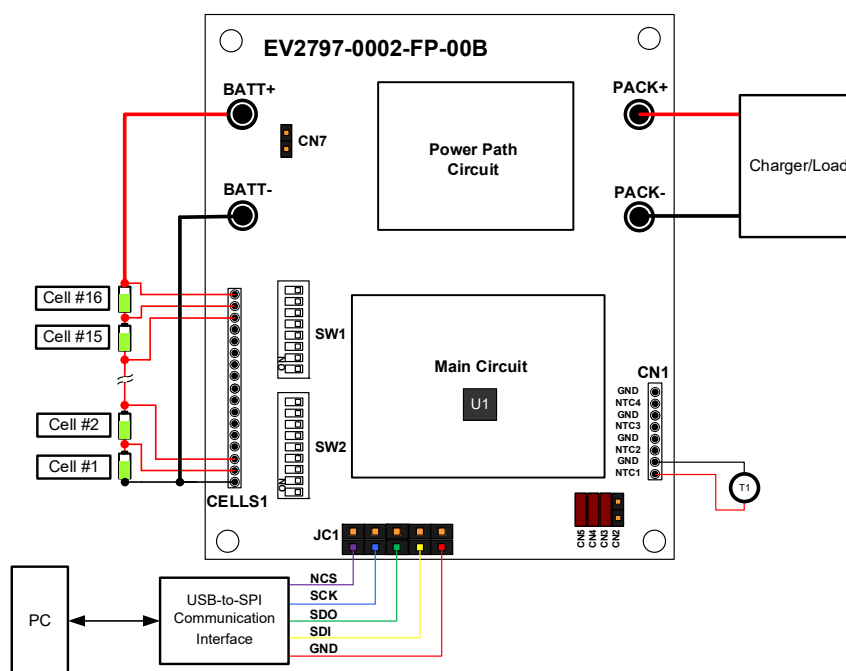 EV2797-0002-FP-00B
BATT+
PACK+
CN7
Power Path
Circuit
Charger/Load
BATT-
PACK-
Cell #16
Cell #15
SW1
ON
Main Circuit
U1
CN1
GND
NTC4
GND
NTC3
GND
NTC2
GND
NTC1
T1
Cell #2
Cell #1
SW2
ON
CELLS1
CN5
CN4
CN3
CN2
JC1
NCS
SCK
SDO
SDI
GND
USB-to-SPI
Communication
Interface
PC